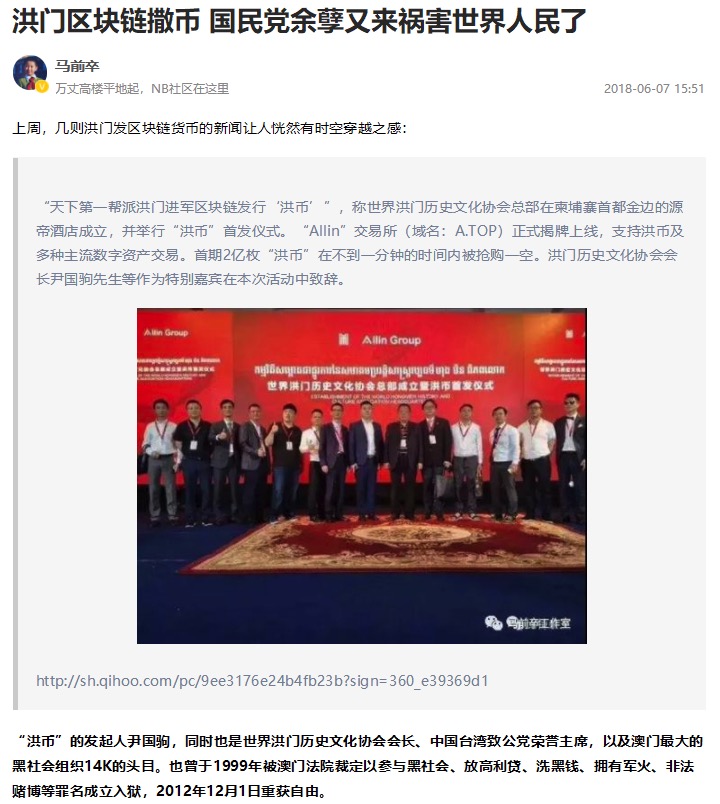 洪门区块链撒币 国民党余孽又来祸害世界人民了
马前卒
万丈高楼平地起，NB社区在这里
2018-06-07 15:51
上周，几则洪门发区块链货币的新闻让人恍然有时空穿越之感：
“天下第一帮派洪门进军区块链发行‘洪币’”，称世界洪门历史文化协会总部在柬埔寨首都金边的源
帝酒店成立，并举行“洪币”首发仪式。“Allin”交易所（域名：A.TOP）正式揭牌上线，支持洪币及
多种主流数字资产交易。首期2亿枚“洪币”在不到一分钟的时间内被抢购一空。洪门历史文化协会会
长尹国驹先生等作为特别嘉宾在本次活动中致辞。
Allin Group
Allin Group
世界洪门历史文化协会总部成立暨洪币首发仪式
ESTABLISHMENT OF THE WORLD HONGMEN HISTORY AND
CULTURE ASSOCIATION HEADQUARTERS
马前卒工作室
http://sh.qihoo.com/pc/9ee3176e24b4fb23b?sign=360_e39369d1
“洪币”的发起人尹国驹，同时也是世界洪门历史文化协会会长、中国台湾致公党荣誉主席，以及澳门最大的
黑社会组织14K的头目。也曾于1999年被澳门法院裁定以参与黑社会、放高利贷、洗黑钱、拥有军火、非法
赌博等罪名成立入狱，2012年12月1日重获自由。